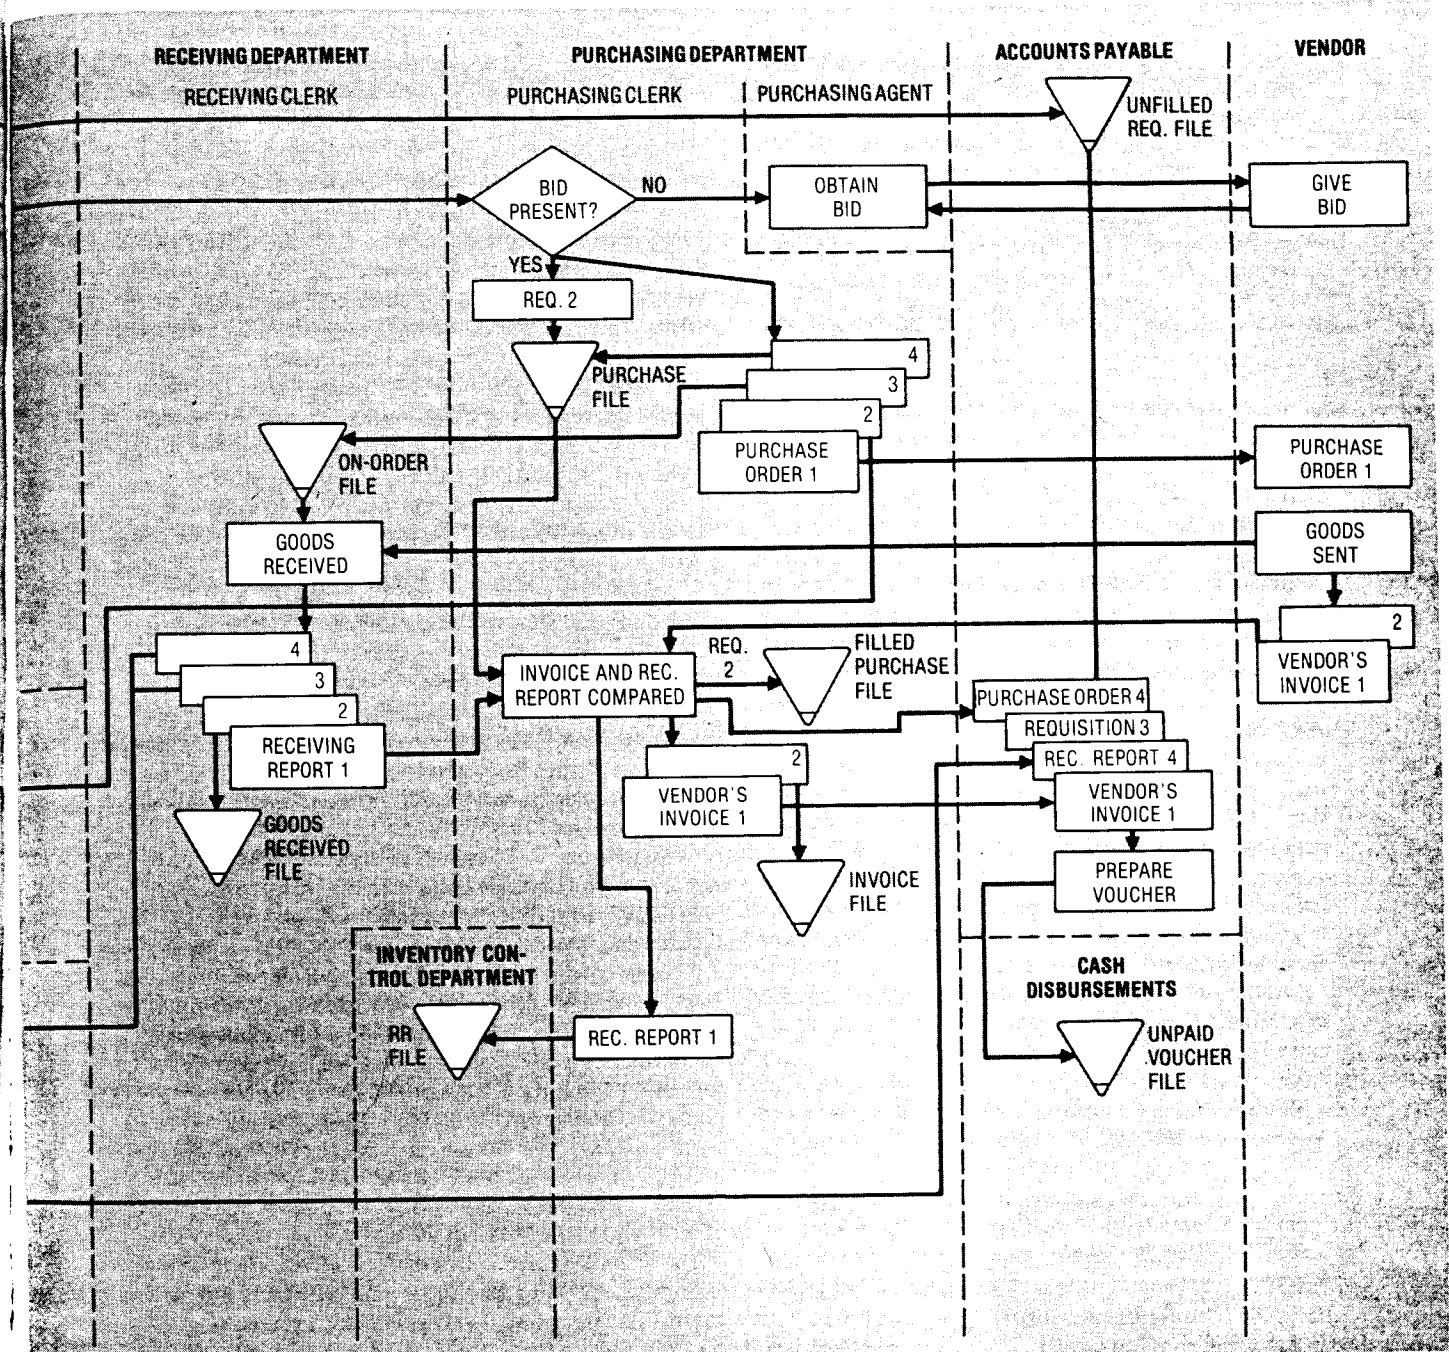 RECEIVING DEPARTMENT
RECEIVING CLERK
PURCHASING DEPARTMENT
PURCHASING CLERK
PURCHASING AGENT
ACCOUNTS PAYABLE
VENDOR
UNFILLED
REQ. FILE
BID
PRESENT?
NO
OBTAIN
BID
GIVE
BID
YES
REQ. 2
PURCHASE
FILE
4
3
2
PURCHASE
ORDER 1
PURCHASE
ORDER 1
ON-ORDER
FILE
GOODS
RECEIVED
GOODS
SENT
2
VENDOR'S
INVOICE 1
4
3
2
RECEIVING
REPORT 1
INVOICE AND REC.
REPORT COMPARED
REQ.
2
FILLED
PURCHASE
FILE
PURCHASE ORDER 4
REQUISITION 3
REC. REPORT 4
VENDOR'S
INVOICE 1
2
VENDOR'S
INVOICE 1
GOODS
RECEIVED
FILE
INVOICE
FILE
PREPARE
VOUCHER
INVENTORY CON-
TROL DEPARTMENT
RR
FILE
REC. REPORT 1
CASH
DISBURSEMENTS
UNPAID
VOUCHER
FILE